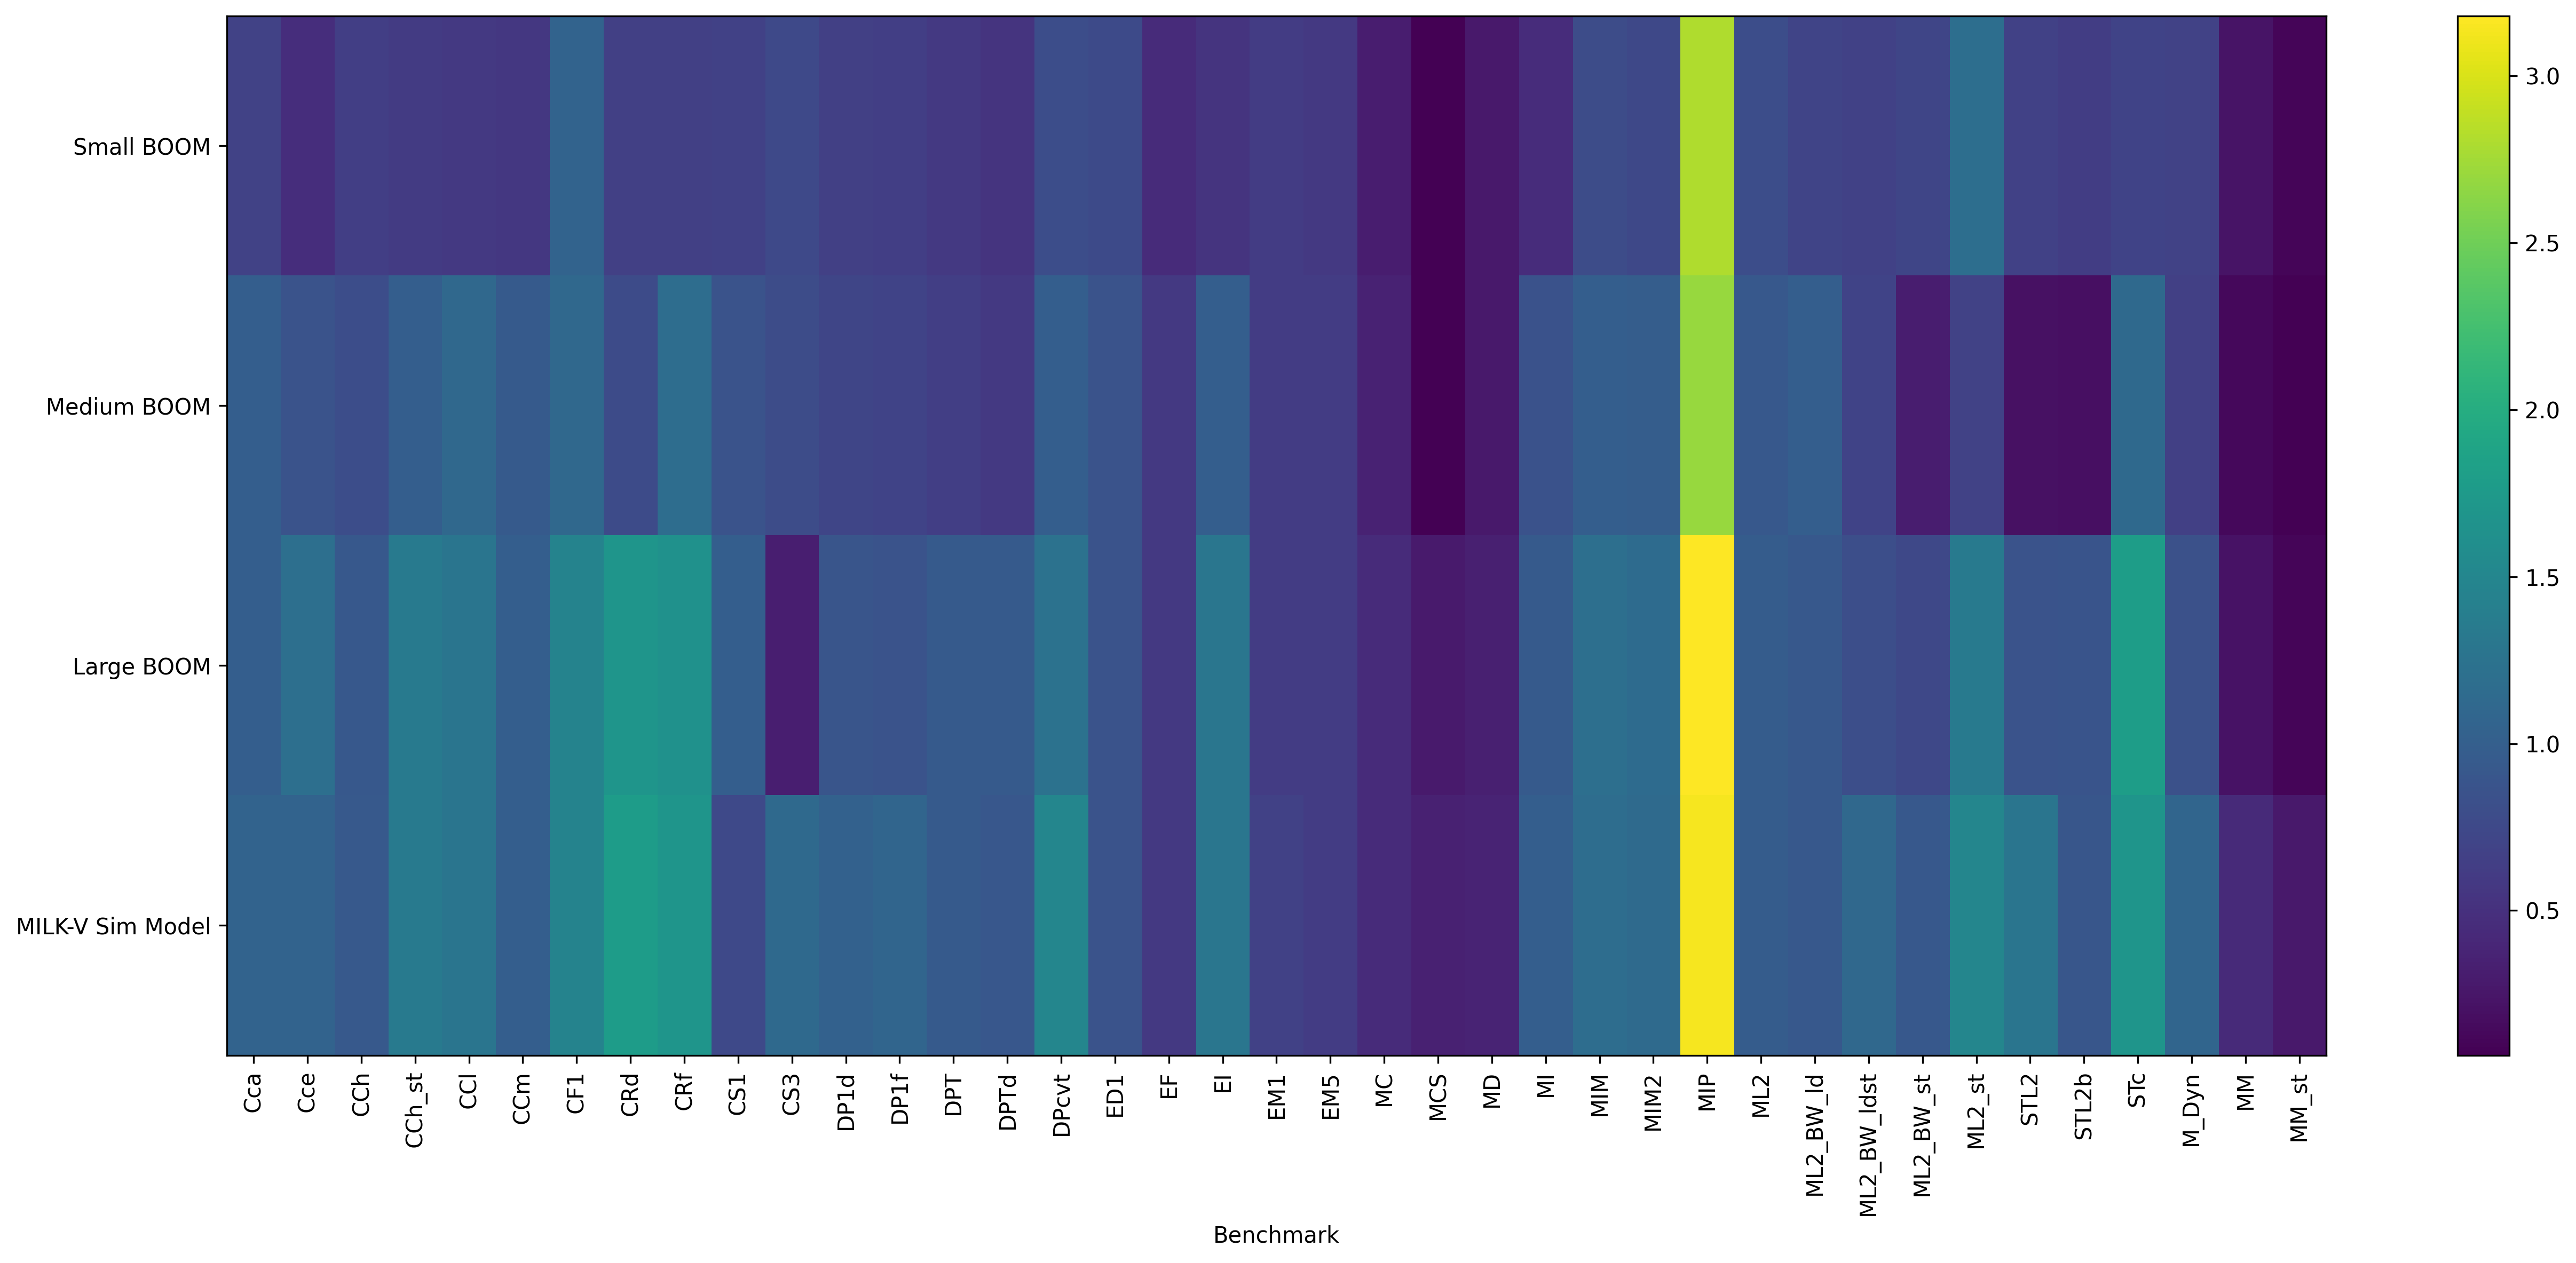 Small BOOM
Medium BOOM
Large BOOM
MILK-V Sim Model
Cca
Cce
CCh
CCh_st
CCl
CCm
CF1
CRd
CRf
CS1
CS3
DP1d
DP1f
DPT
DPTd
DPcvt
ED1
EF
EI
EM1
EM5
MC
MCS
MD
MI
MIM
MIM2
MIP
ML2
ML2_BW_ld
ML2_BW_ldst
ML2_BW_st
ML2_st
STL2
STL2b
STc
M_Dyn
MM
MM_st
Benchmark
3.0
2.5
2.0
1.5
1.0
0.5